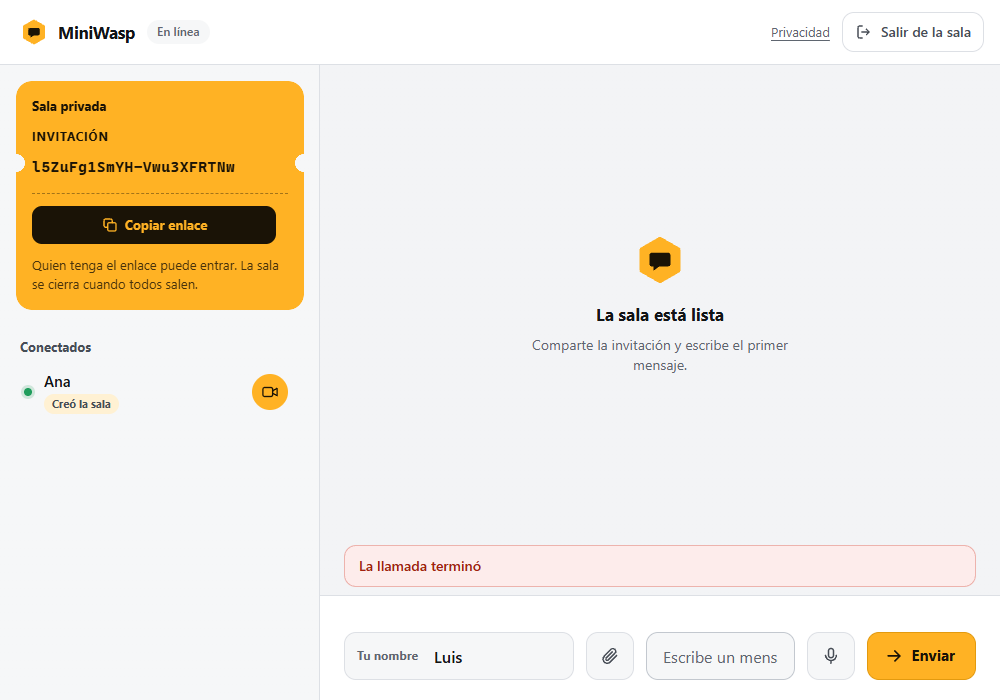 MiniWasp
En línea
Privacidad
Salir de la sala
Sala privada
INVITACIÓN
l5ZuFg1SmYH-Vwu3XFRTNw
Copiar enlace
Quien tenga el enlace puede entrar. La sala
se cierra cuando todos salen.
Conectados
Ana
Creó la sala
La sala está lista
Comparte la invitación y escribe el primer
mensaje.
La llamada terminó
Tu nombre
Luis
Escribe un mens
Enviar